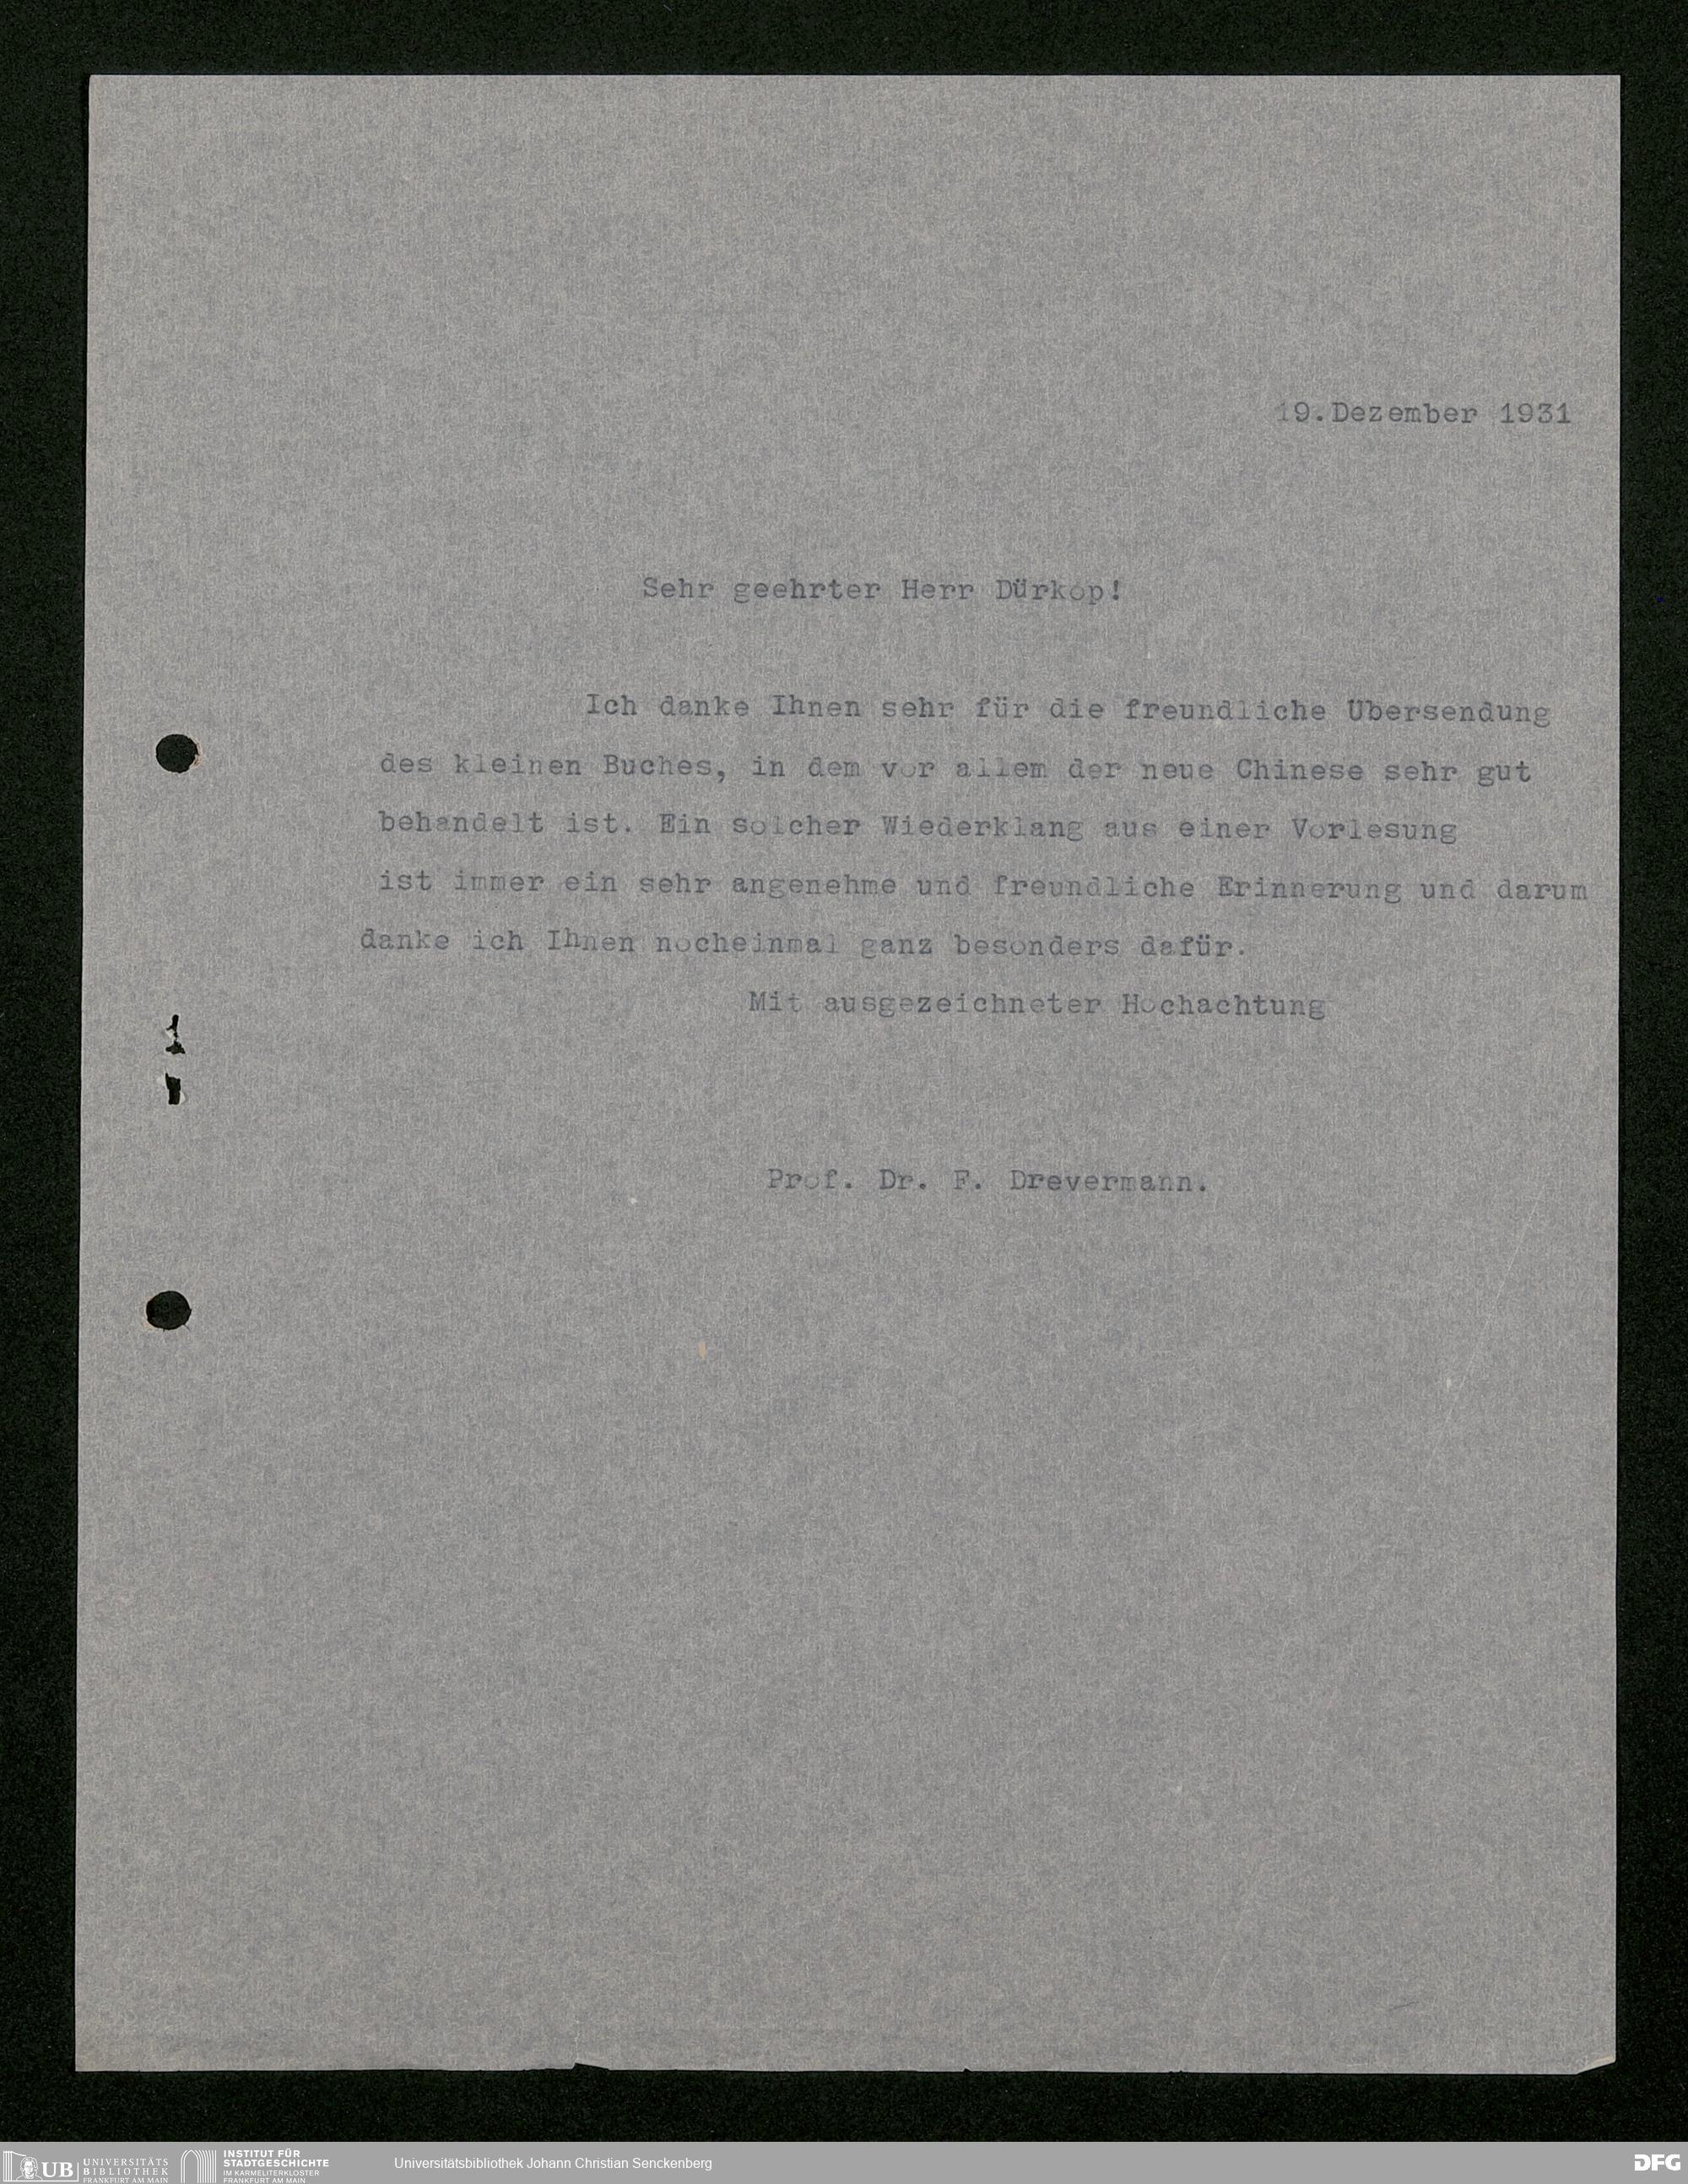 19.Dezember 1931
Sehr geehrter Herr Dürkop!
Ich danke Ihnen sehr für die freundliche Übersendung
des kleinen Buches, in dem vor allem der neue Chinese sehr gut
behandelt ist. Ein solcher Wiederklang aus einer Vorlesung
ist immer ein sehr angenehme und freundliche Erinnerung und darum
danke ich Ihnen nocheinmal ganz besonders dafür.
Mit ausgezeichneter Hochachtung
Prof. Dr. F. Drevermann.
UB UNIVERSITÄTS
BIBLIOTHEK
FRANKFURT AM MAIN
INSTITUT FÜR
STADTGESCHICHTE
IM KARMELITERKLOSTER
FRANKFURT AM MAIN
Universitätsbibliothek Johann Christian Senckenberg
DFG